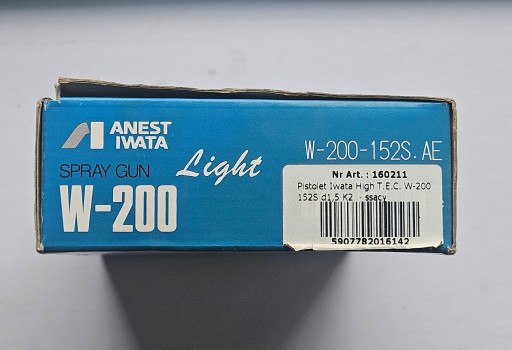 ANEST
IWATA
SPRAY GUN Light
W-200
W-200-152S.AE
Nr Art. : 160211
Pistolet Iwata High T.E.C. W-200
152S d1,5 K2 - ssacy
5907782016142